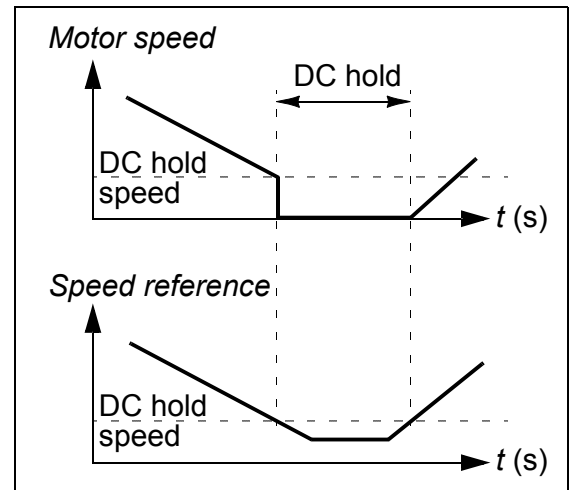 Motor speed
DC hold
DC hold
speed
t (s)
Speed reference
DC hold
speed
t (s)